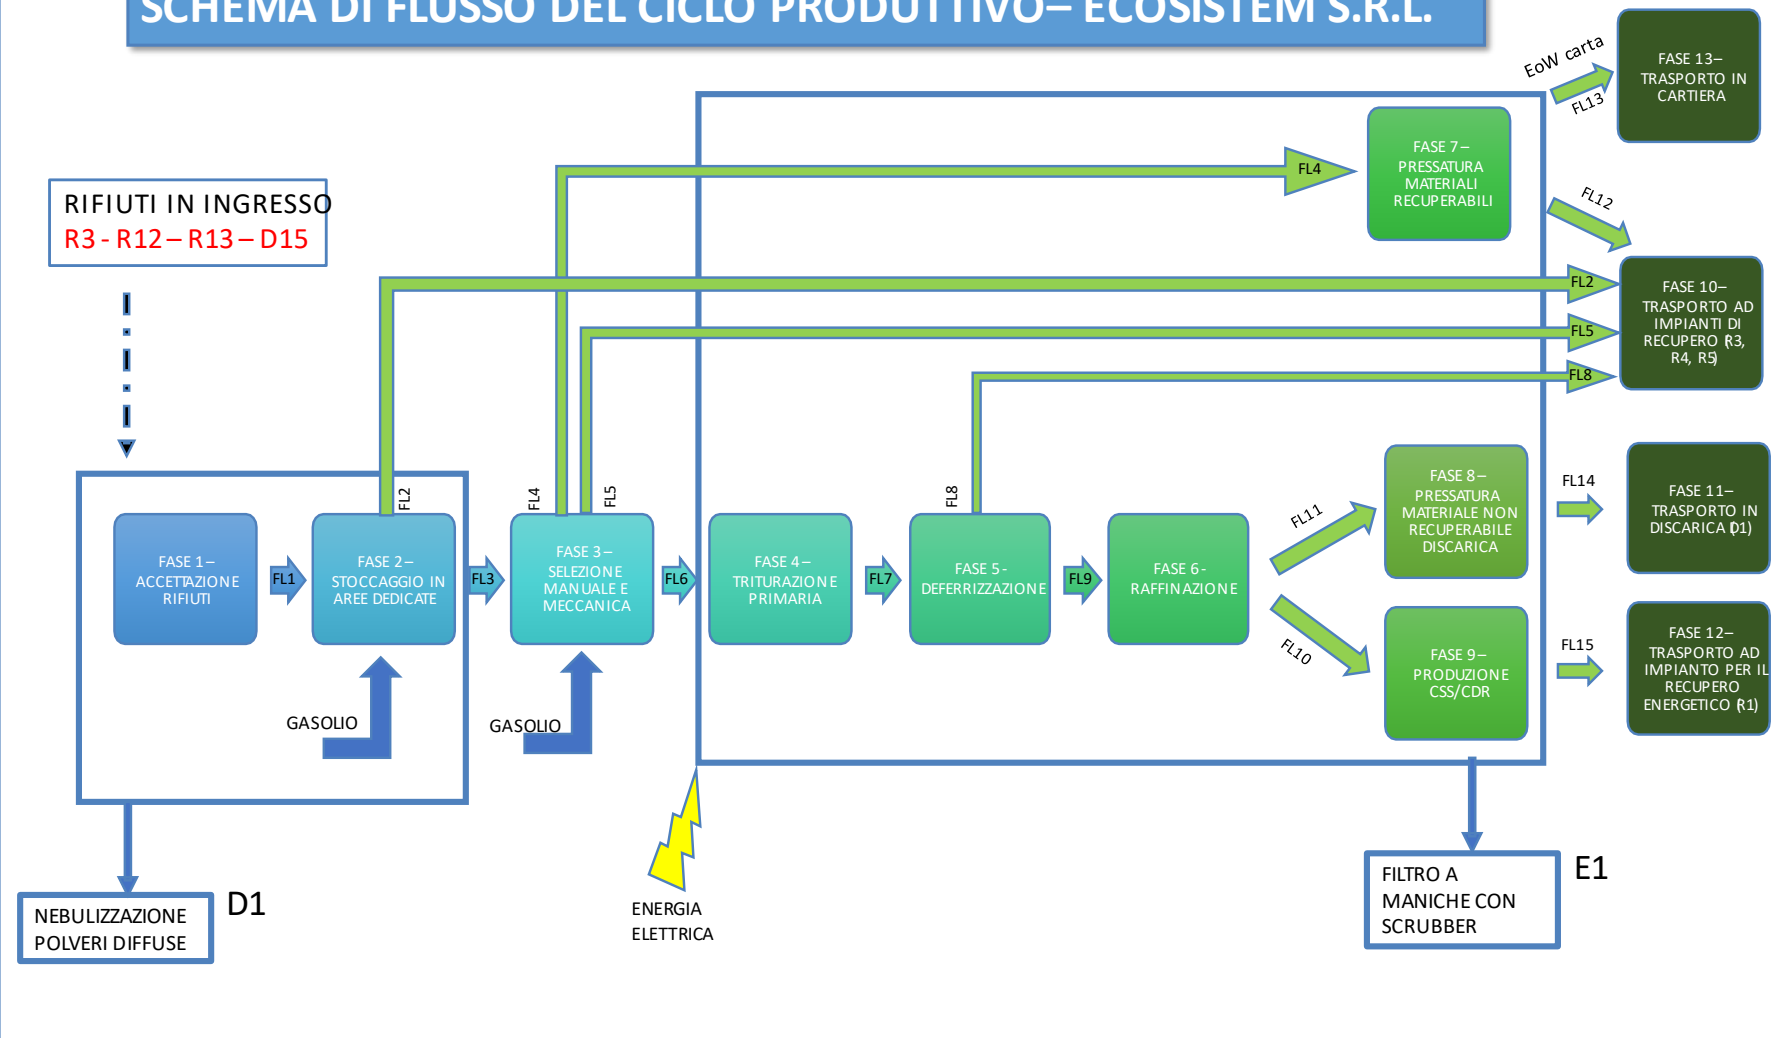 SCHEMA DI FLUSSO DEL CICLO PRODUTTIVO– ECOSISTEM S.R.L.
EoW carta
FL13
FASE 13–
TRASPORTO IN
CARTIERA
RIFIUTI IN INGRESSO
R3 - R12 – R13 – D15
FL4
FASE 7 –
PRESSATURA
MATERIALI
RECUPERABILI
FL12
FL2
FL5
FL8
FASE 10–
TRASPORTO AD
IMPIANTI DI
RECUPERO (R3,
R4, R5)
FL2
FL4
FL5
FL8
FASE 1 –
ACCETTAZIONE
RIFIUTI
FL1
FASE 2 –
STOCCAGGIO IN
AREE DEDICATE
FL3
FASE 3 –
SELEZIONE
MANUALE E
MECCANICA
FL6
FASE 4 –
TRITURAZIONE
PRIMARIA
FL7
FASE 5 -
DEFERRIZZAZIONE
FL9
FASE 6 -
RAFFINAZIONE
FL11
FL10
FASE 8 –
PRESSATURA
MATERIALE NON
RECUPERABILE
DISCARICA
FL14
FASE 11–
TRASPORTO IN
DISCARICA (D1)
FASE 9 –
PRODUZIONE
CSS/CDR
FL15
FASE 12–
TRASPORTO AD
IMPIANTO PER IL
RECUPERO
ENERGETICO (R1)
GASOLIO
GASOLIO
ENERGIA
ELETTRICA
NEBULIZZAZIONE
POLVERI DIFFUSE
D1
FILTRO A
MANICHE CON
SCRUBBER
E1